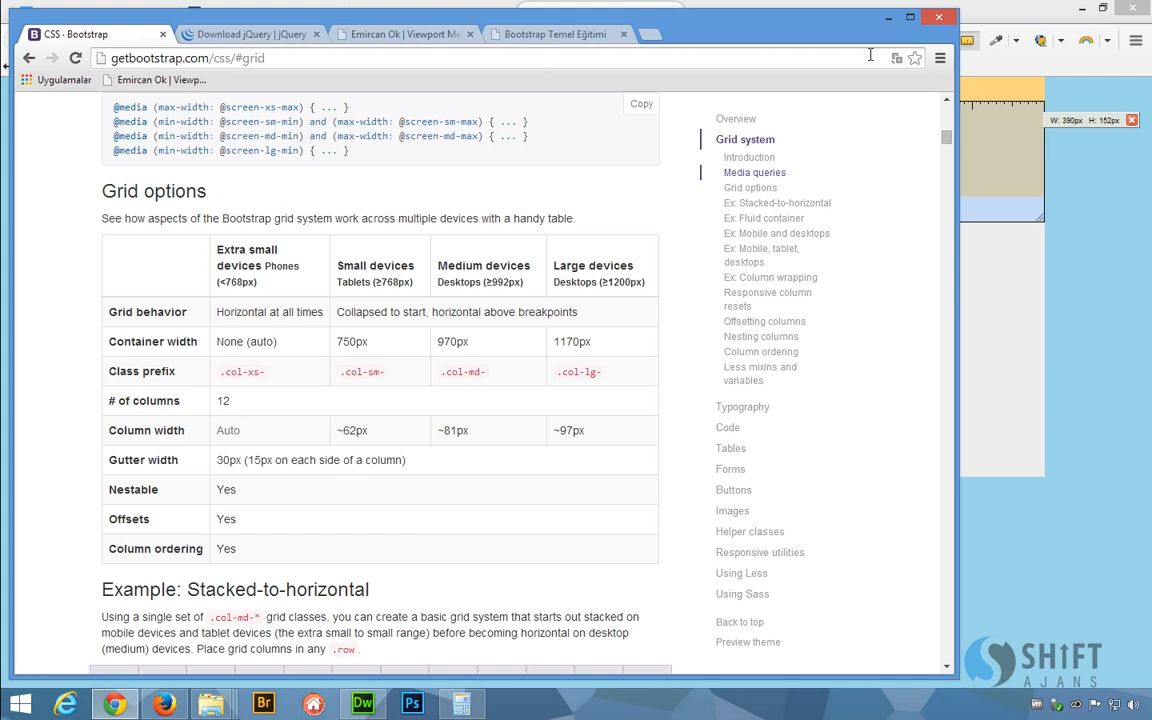 CSS · Bootstrap
Download jQuery | jQuery
Emircan Ok | Viewport Me
Bootstrap Temel Eğitimi
getbootstrap.com/css/#grid
Uygulamalar
Emircan Ok | Viewp...
@media (max-width: @screen-xs-max) { ... }
@media (min-width: @screen-sm-min) and (max-width: @screen-sm-max) { ... }
@media (min-width: @screen-md-min) and (max-width: @screen-md-max) { ... }
@media (min-width: @screen-lg-min) { ... }
Copy
Grid options
See how aspects of the Bootstrap grid system work across multiple devices with a handy table.
Extra small
devices Phones
(<768px)
Small devices
Tablets (≥768px)
Medium devices
Desktops (≥992px)
Large devices
Desktops (≥1200px)
Grid behavior
Horizontal at all times
Collapsed to start, horizontal above breakpoints
Container width
None (auto)
750px
970px
1170px
Class prefix
.col-xs-
.col-sm-
.col-md-
.col-lg-
# of columns
12
Column width
Auto
~62px
~81px
~97px
Gutter width
30px (15px on each side of a column)
Nestable
Yes
Offsets
Yes
Column ordering
Yes
Example: Stacked-to-horizontal
Using a single set of .col-md-* grid classes, you can create a basic grid system that starts out stacked on
mobile devices and tablet devices (the extra small to small range) before becoming horizontal on desktop
(medium) devices. Place grid columns in any .row.
Overview
Grid system
Introduction
Media queries
Grid options
Ex: Stacked-to-horizontal
Ex: Fluid container
Ex: Mobile and desktops
Ex: Mobile, tablet,
desktops
Ex: Column wrapping
Responsive column
resets
Offsetting columns
Nesting columns
Column ordering
Less mixins and
variables
Typography
Code
Tables
Forms
Buttons
Images
Helper classes
Responsive utilities
Using Less
Using Sass
Back to top
Preview theme
W: 390px H: 152px
SHIFT
AJANS
Br
Dw
Ps